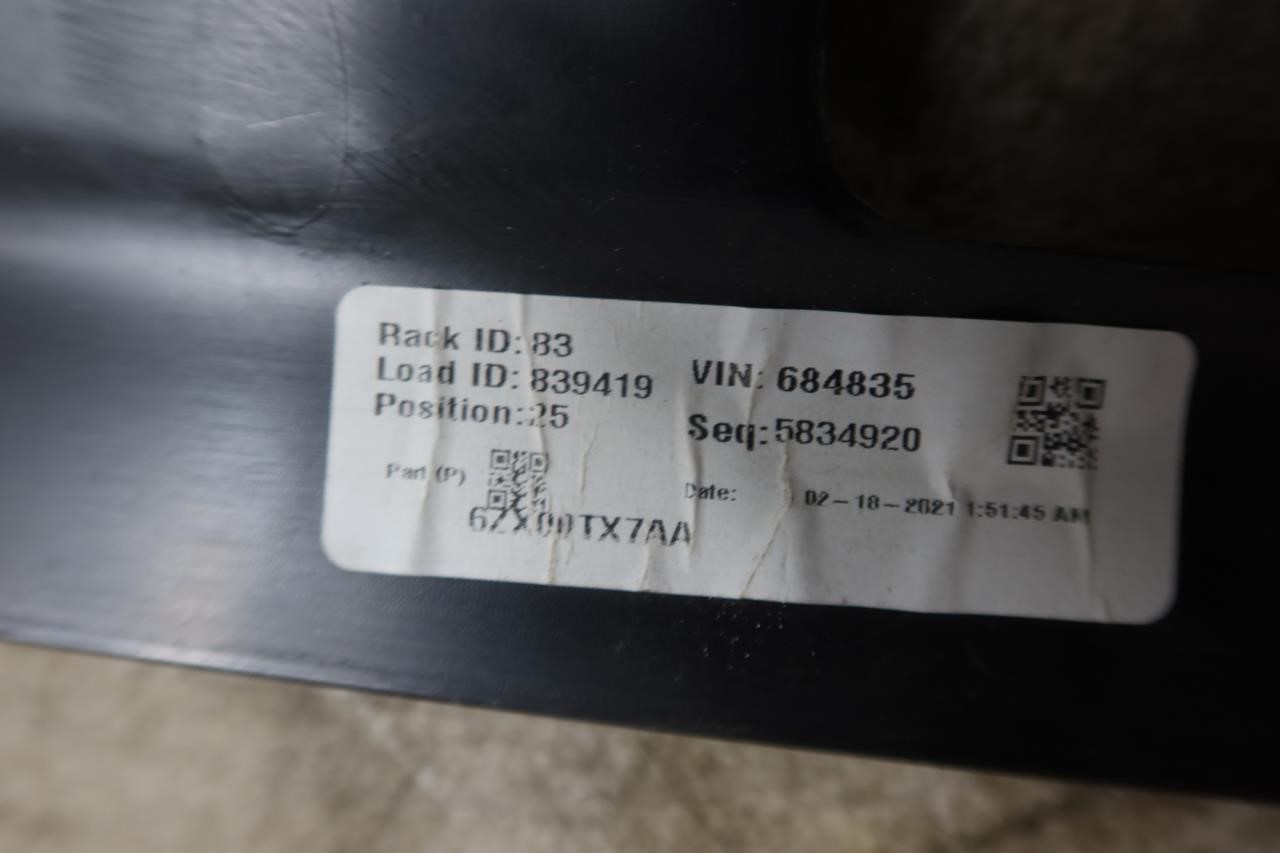 Rack ID: 83
Load ID: 839419
Position: 25
VIN: 684835
Seq: 5834920
Part (P)
6ZX00TX7AA
Date: 02-18-2021 1:51:45 AM